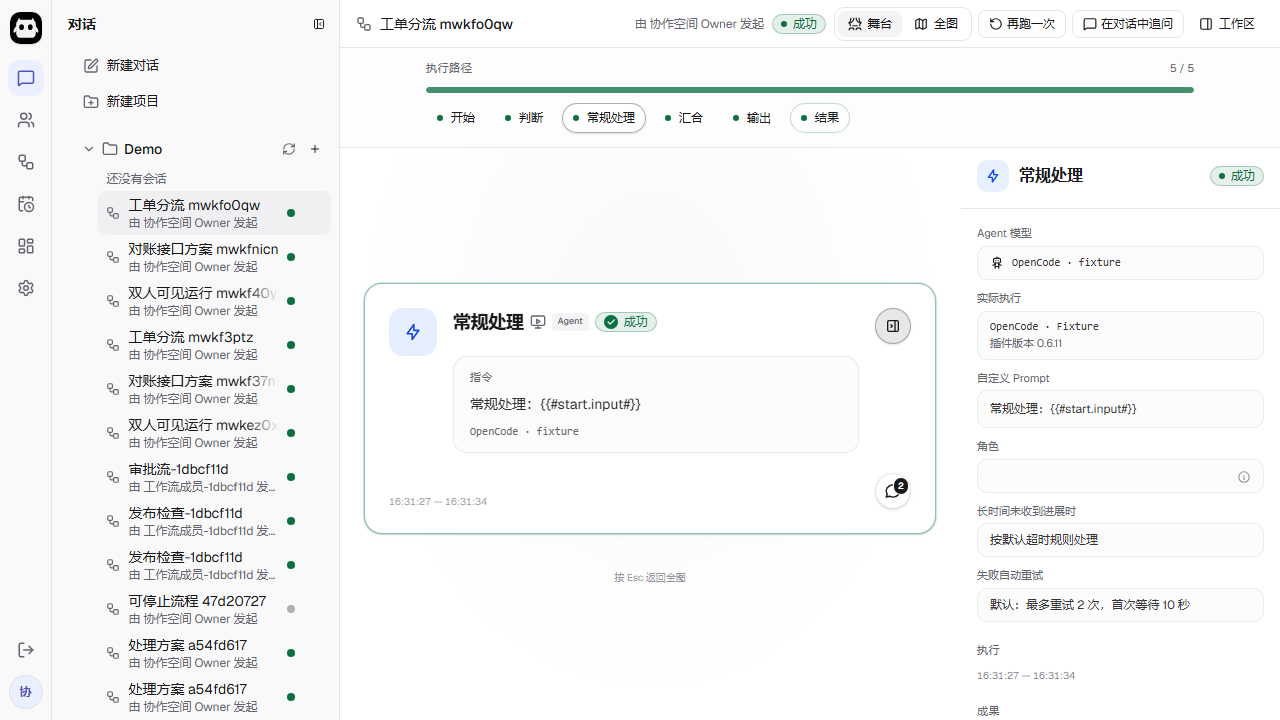 对话
新建对话
新建项目
Demo
还没有会话
工单分流 mwkfo0qw
由 协作空间 Owner 发起
对账接口方案 mwkfnicn
由 协作空间 Owner 发起
双人可见运行 mwkf40y
由 协作空间 Owner 发起
工单分流 mwkf3ptz
由 协作空间 Owner 发起
对账接口方案 mwkf37n
由 协作空间 Owner 发起
双人可见运行 mwkez0x
由 协作空间 Owner 发起
审批流-1dbcf11d
由 工作流成员-1dbcf11d 发...
发布检查-1dbcf11d
由 工作流成员-1dbcf11d 发...
发布检查-1dbcf11d
由 工作流成员-1dbcf11d 发...
可停止流程 47d20727
由 协作空间 Owner 发起
处理方案 a54fd617
由 协作空间 Owner 发起
处理方案 a54fd617
由 协作空间 Owner 发起
协
工单分流 mwkfo0qw
由 协作空间 Owner 发起
成功
舞台
全图
再跑一次
在对话中追问
工作区
执行路径
5 / 5
开始
判断
常规处理
汇合
输出
结果
常规处理
Agent
成功
指令
常规处理：{{#start.input#}}
OpenCode · fixture
16:31:27 — 16:31:34
2
按 Esc 返回全图
常规处理
成功
Agent 模型
OpenCode · fixture
实际执行
OpenCode · Fixture
插件版本 0.6.11
自定义 Prompt
常规处理：{{#start.input#}}
角色
长时间未收到进展时
按默认超时规则处理
失败自动重试
默认：最多重试 2 次，首次等待 10 秒
执行
16:31:27 — 16:31:34
成果